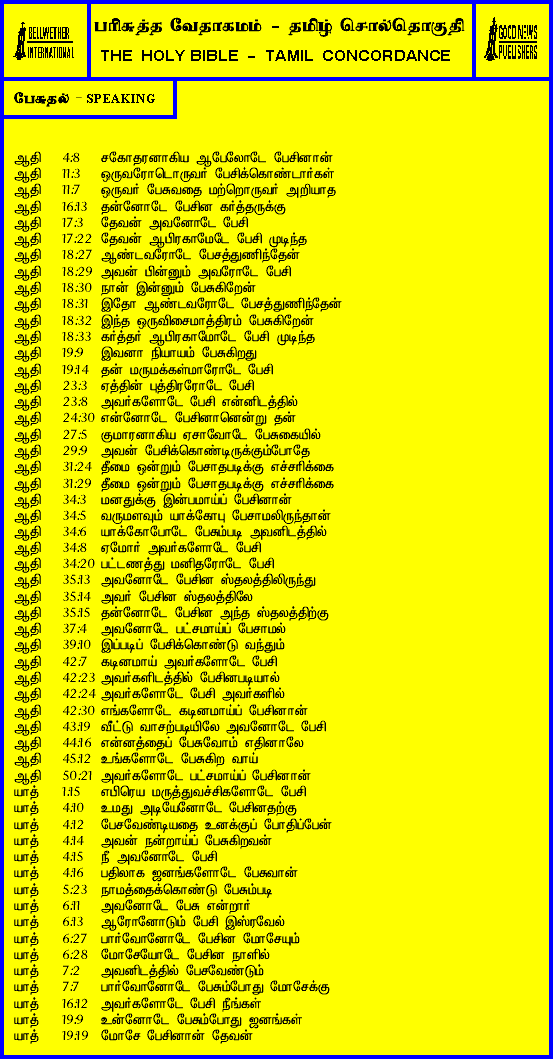 BELLWETHER
INTERNATIONAL
பரிசுத்த வேதாகமம் - தமிழ் சொல்தொகுதி
THE HOLY BIBLE - TAMIL CONCORDANCE
GOOD NEWS
PUBLISHERS
பேசுதல் - SPEAKING
ஆதி 4:8 சகோதரனாகிய ஆபேலோடே பேசினான்
ஆதி 11:3 ஒருவரோடொருவர் பேசிக்கொண்டார்கள்
ஆதி 11:7 ஒருவர் பேசுவதை மற்றொருவர் அறியாத
ஆதி 16:13 தன்னோடே பேசின கர்த்தருக்கு
ஆதி 17:3 தேவன் அவனோடே பேசி
ஆதி 17:22 தேவன் ஆபிரகாமேடே பேசி முடிந்த
ஆதி 18:27 ஆண்டவரோடே பேசத்துணிந்தேன்
ஆதி 18:29 அவன் பின்னும் அவரோடே பேசி
ஆதி 18:30 நான் இன்னும் பேசுகிறேன்
ஆதி 18:31 இதோ ஆண்டவரோடே பேசத்துணிந்தேன்
ஆதி 18:32 இந்த ஒருவிசைமாத்திரம் பேசுகிறேன்
ஆதி 18:33 கர்த்தர் ஆபிரகாமோடே பேசி முடிந்த
ஆதி 19:9 இவனா நியாயம் பேசுகிறது
ஆதி 19:14 தன் மருமக்கள்மாரோடே பேசி
ஆதி 23:3 ஏத்தின் புத்திரரோடே பேசி
ஆதி 23:8 அவர்களோடே பேசி என்னிடத்தில்
ஆதி 24:30 என்னோடே பேசினானென்று தன்
ஆதி 27:5 குமாரனாகிய ஏசாவோடே பேசுகையில்
ஆதி 29:9 அவன் பேசிக்கொண்டிருக்கும்போதே
ஆதி 31:24 தீமை ஒன்றும் பேசாதபடிக்கு எச்சரிக்கை
ஆதி 31:29 தீமை ஒன்றும் பேசாதபடிக்கு எச்சரிக்கை
ஆதி 34:3 மனதுக்கு இன்பமாய்ப் பேசினான்
ஆதி 34:5 வருமளவும் யாக்கோபு பேசாமலிருந்தான்
ஆதி 34:6 யாக்கோபோடே பேசும்படி அவனிடத்தில்
ஆதி 34:8 ஏமோர் அவர்களோடே பேசி
ஆதி 34:20 பட்டணத்து மனிதரோடே பேசி
ஆதி 35:13 அவனோடே பேசின ஸ்தலத்திலிருந்து
ஆதி 35:14 அவர் பேசின ஸ்தலத்திலே
ஆதி 35:15 தன்னோடே பேசின அந்த ஸ்தலத்திற்கு
ஆதி 37:4 அவனோடே பட்சமாய்ப் பேசாமல்
ஆதி 39:10 இப்படிப் பேசிக்கொண்டு வந்தும்
ஆதி 42:7 கடினமாய் அவர்களோடே பேசி
ஆதி 42:23 அவர்களிடத்தில் பேசினபடியால்
ஆதி 42:24 அவர்களோடே பேசி அவர்களில்
ஆதி 42:30 எங்களோடே கடினமாய்ப் பேசினான்
ஆதி 43:19 வீட்டு வாசற்படியிலே அவனோடே பேசி
ஆதி 44:16 என்னத்தைப் பேசுவோம் எதினாலே
ஆதி 45:12 உங்களோடே பேசுகிற வாய்
ஆதி 50:21 அவர்களோடே பட்சமாய்ப் பேசினான்
யாத் 1:15 எபிரெய மருத்துவச்சிகளோடே பேசி
யாத் 4:10 உமது அடியேனோடே பேசினதற்கு
யாத் 4:12 பேசவேண்டியதை உனக்குப் போதிப்பேன்
யாத் 4:14 அவன் நன்றாய்ப் பேசுகிறவன்
யாத் 4:15 நீ அவனோடே பேசி
யாத் 4:16 பதிலாக ஜனங்களோடே பேசுவான்
யாத் 5:23 நாமத்தைக்கொண்டு பேசும்படி
யாத் 6:11 அவனோடே பேசு என்றார்
யாத் 6:13 ஆரோனோடும் பேசி இஸ்ரவேல்
யாத் 6:27 பார்வோனோடே பேசின மோசேயும்
யாத் 6:28 மோசேயோடே பேசின நாளில்
யாத் 7:2 அவனிடத்தில் பேசவேண்டும்
யாத் 7:7 பார்வோனோடே பேசும்போது மோசேக்கு
யாத் 16:12 அவர்களோடே பேசி நீங்கள்
யாத் 19:9 உன்னோடே பேசும்போது ஜனங்கள்
யாத் 19:19 மோசே பேசினான் தேவன்